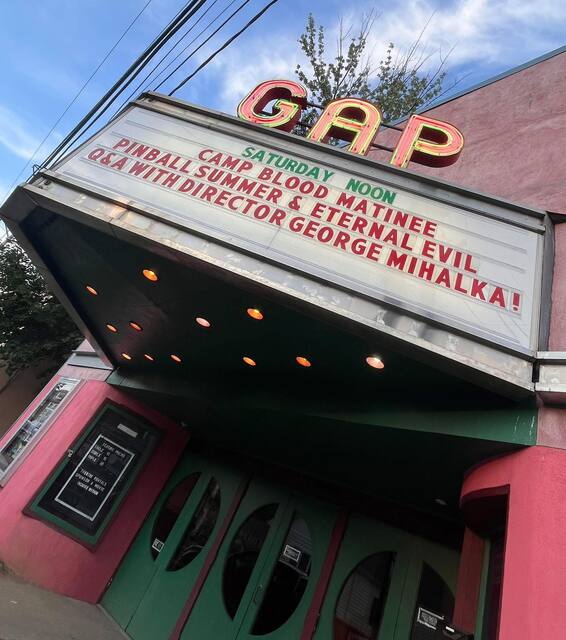 GAP
SATURDAY NOON
CAMP BLOOD MATINEE
PINBALL SUMMER & ETERNAL EVIL
Q&A WITH DIRECTOR GEORGE MIHALKA!